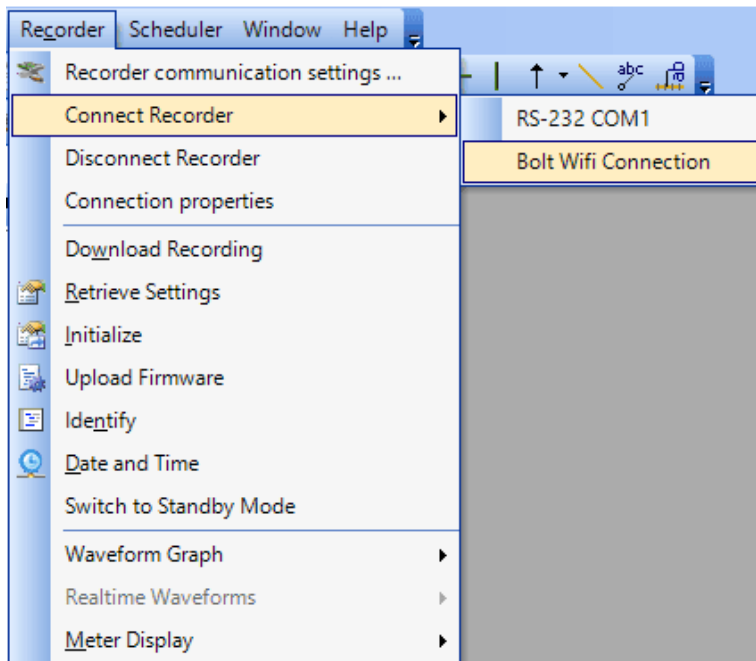 Recorder Scheduler Window Help
abc
Recorder communication settings ...
Connect Recorder
RS-232 COM1
Disconnect Recorder
Bolt Wifi Connection
Connection properties
Download Recording
Retrieve Settings
Initialize
Upload Firmware
Identify
Date and Time
Switch to Standby Mode
Waveform Graph
Realtime Waveforms
Meter Display